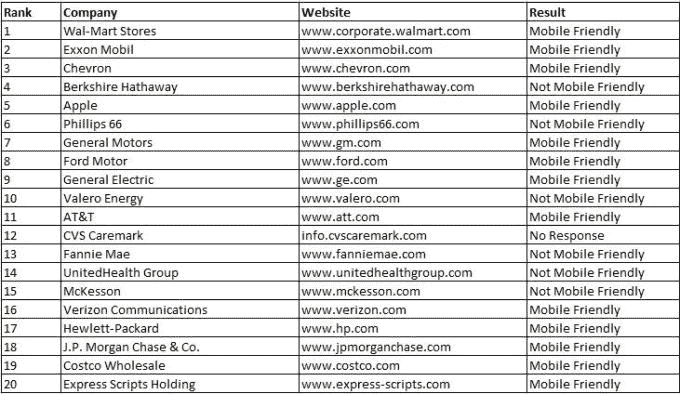 Rank Company Website Result
1 Wal-Mart Stores www.corporate.walmart.com Mobile Friendly
2 Exxon Mobil www.exxonmobil.com Mobile Friendly
3 Chevron www.chevron.com Mobile Friendly
4 Berkshire Hathaway www.berkshirehathaway.com Not Mobile Friendly
5 Apple www.apple.com Mobile Friendly
6 Phillips 66 www.phillips66.com Not Mobile Friendly
7 General Motors www.gm.com Mobile Friendly
8 Ford Motor www.ford.com Mobile Friendly
9 General Electric www.ge.com Mobile Friendly
10 Valero Energy www.valero.com Not Mobile Friendly
11 AT&T www.att.com Mobile Friendly
12 CVS Caremark info.cvscaremark.com No Response
13 Fannie Mae www.fanniemae.com Not Mobile Friendly
14 UnitedHealth Group www.unitedhealthgroup.com Not Mobile Friendly
15 McKesson www.mckesson.com Not Mobile Friendly
16 Verizon Communications www.verizon.com Mobile Friendly
17 Hewlett-Packard www.hp.com Mobile Friendly
18 J.P. Morgan Chase & Co. www.jpmorganchase.com Mobile Friendly
19 Costco Wholesale www.costco.com Mobile Friendly
20 Express Scripts Holding www.express-scripts.com Mobile Friendly